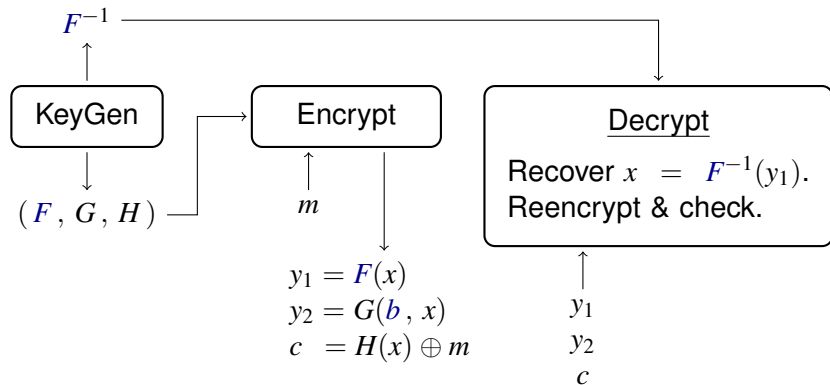 F⁻¹
KeyGen
Encrypt
Decrypt
Recover x = F⁻¹(y₁).
Reencrypt & check.
(F, G, H)
m
y₁ = F(x)
y₂ = G(b, x)
c = H(x) ⊕ m
y₁
y₂
c